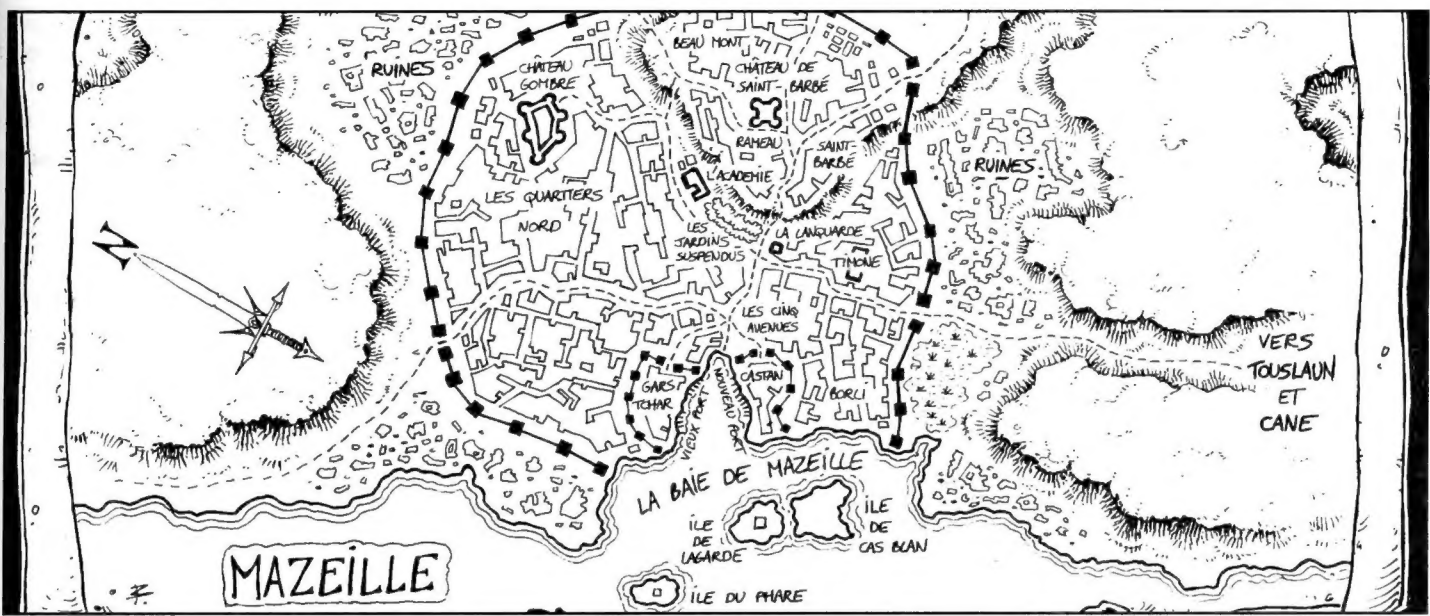 BEAU MONT
RUINES
CHÂTEAU
GOMBRE
CHÂTEAU DE
SAINT-BARBÉ
RAMEAU
SAINT-
BARBÉ
RUINES
L'ACADEMIE
LES QUARTIERS
NORD
LES
JARDINS
SUSPENDUS
LA LANGUARDE
TIMONE
N
LES CINQ
AVENUES
VERS
TOUSLAUN
ET
CANE
GARS
TCHAR
VIEUX PORT
NOUVEAU PORT
CASTAN
BORLI
LA BAIE DE MAZEILLE
ÎLE
DE
LAGARDE
ÎLE
DE
CAS BLAN
MAZEILLE
ÎLE DU PHARE